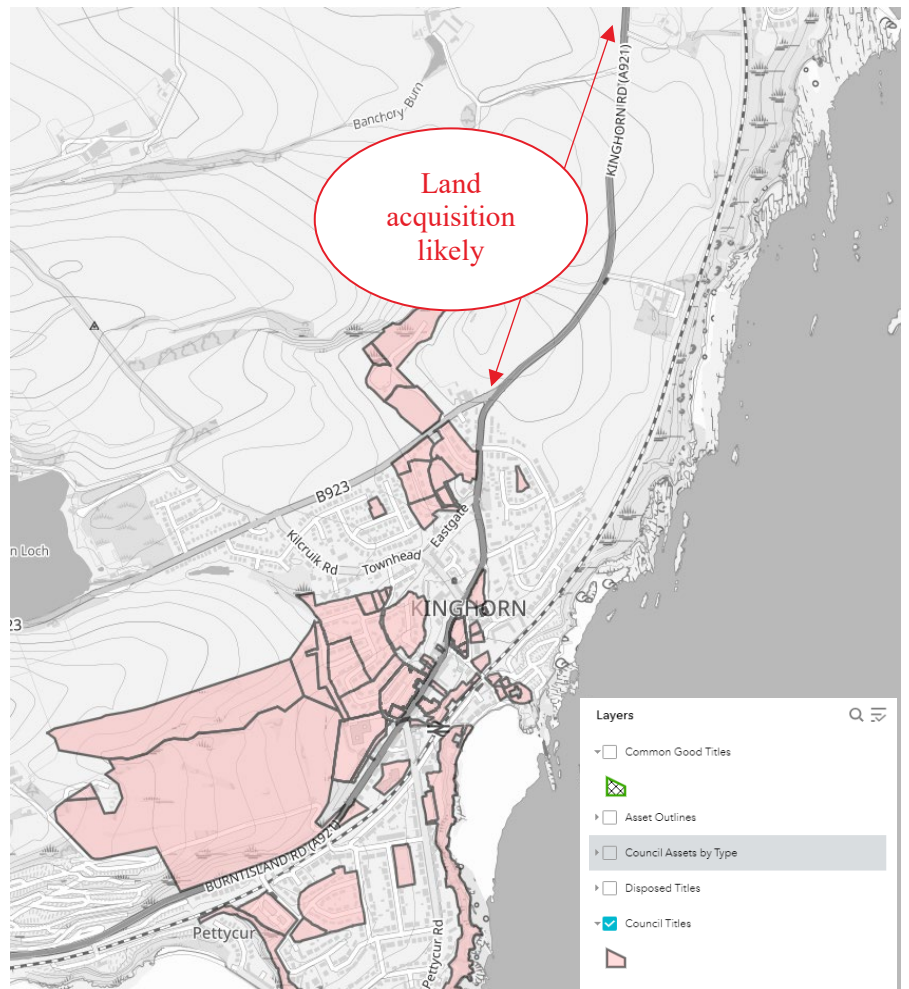 Banchory Burn
KINGHORN RD (A921)
Land
acquisition
likely
B923
Eastgate
Kilcruik Rd
Townhead
n Loch
KINGHORN
23
BURNTISLAND RD (A921)
Pettycur
Pettycur Rd
Layers
Common Good Titles
Asset Outlines
Council Assets by Type
Disposed Titles
Council Titles